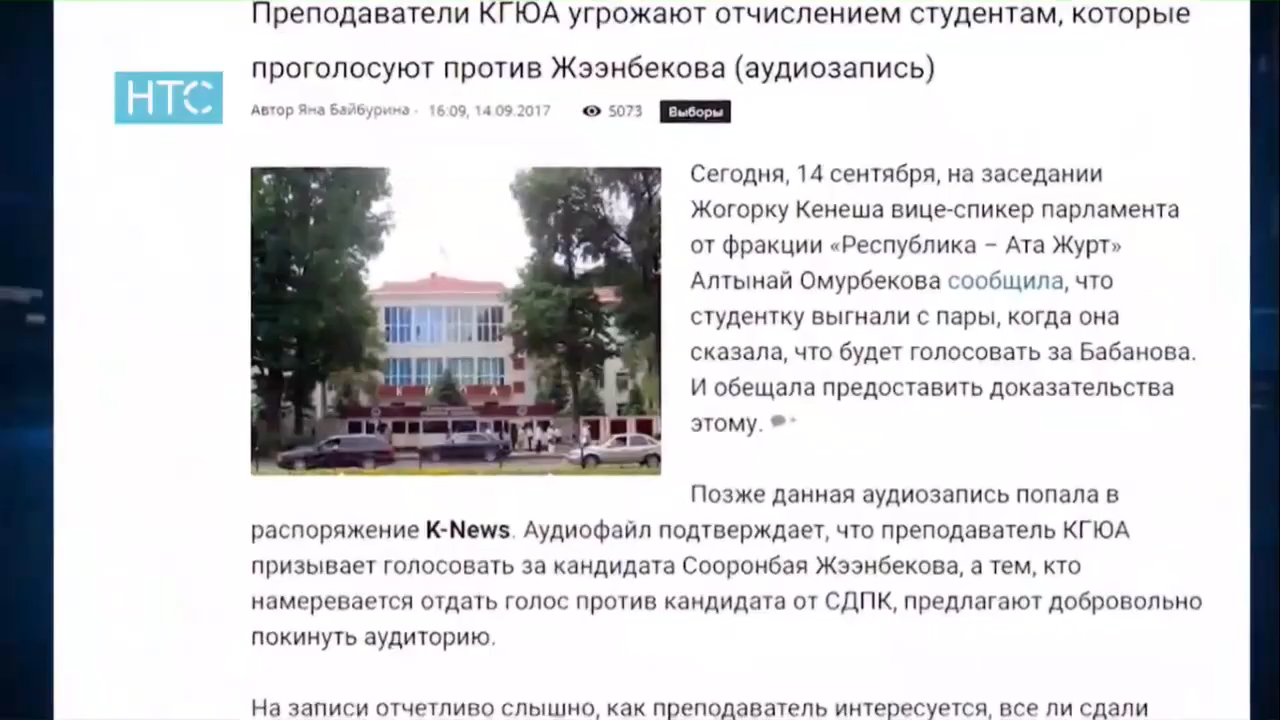 Преподаватели КГЮА угрожают отчислением студентам, которые
проголосуют против Жээнбекова (аудиозапись)
НТС
Автор Яна Байбурина - 16:09, 14.09.2017 5073 Выборы
Сегодня, 14 сентября, на заседании
Жогорку Кенеша вице-спикер парламента
от фракции «Республика – Ата Журт»
Алтынай Омурбекова сообщила, что
студентку выгнали с пары, когда она
сказала, что будет голосовать за Бабанова.
И обещала предоставить доказательства
этому.
Позже данная аудиозапись попала в
распоряжение K-News. Аудиофайл подтверждает, что преподаватель КГЮА
призывает голосовать за кандидата Сооронбая Жээнбекова, а тем, кто
намеревается отдать голос против кандидата от СДПК, предлагают добровольно
покинуть аудиторию.
На записи отчетливо слышно, как преподаватель интересуется, все ли сдали